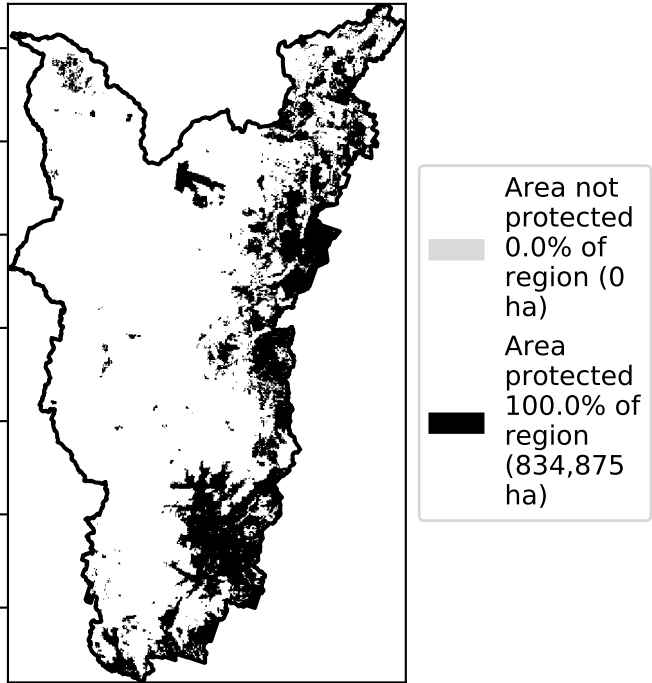 Area not
protected
0.0% of
region (0
ha)
Area
protected
100.0% of
region
(834,875
ha)